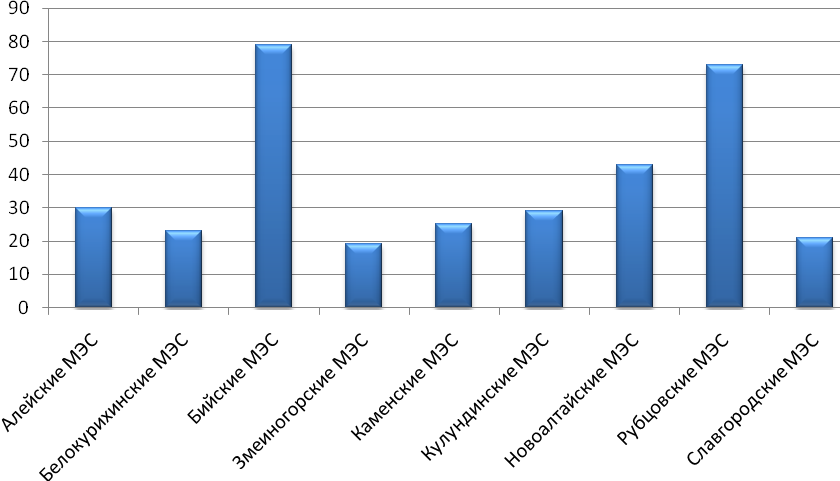 90
80
70
60
50
40
30
20
10
0
Алейские МЭС
Белокурихинские МЭС
Бийские МЭС
Змеиногорские МЭС
Каменские МЭС
Кулундинские МЭС
Новоалтайские МЭС
Рубцовские МЭС
Славгородские МЭС